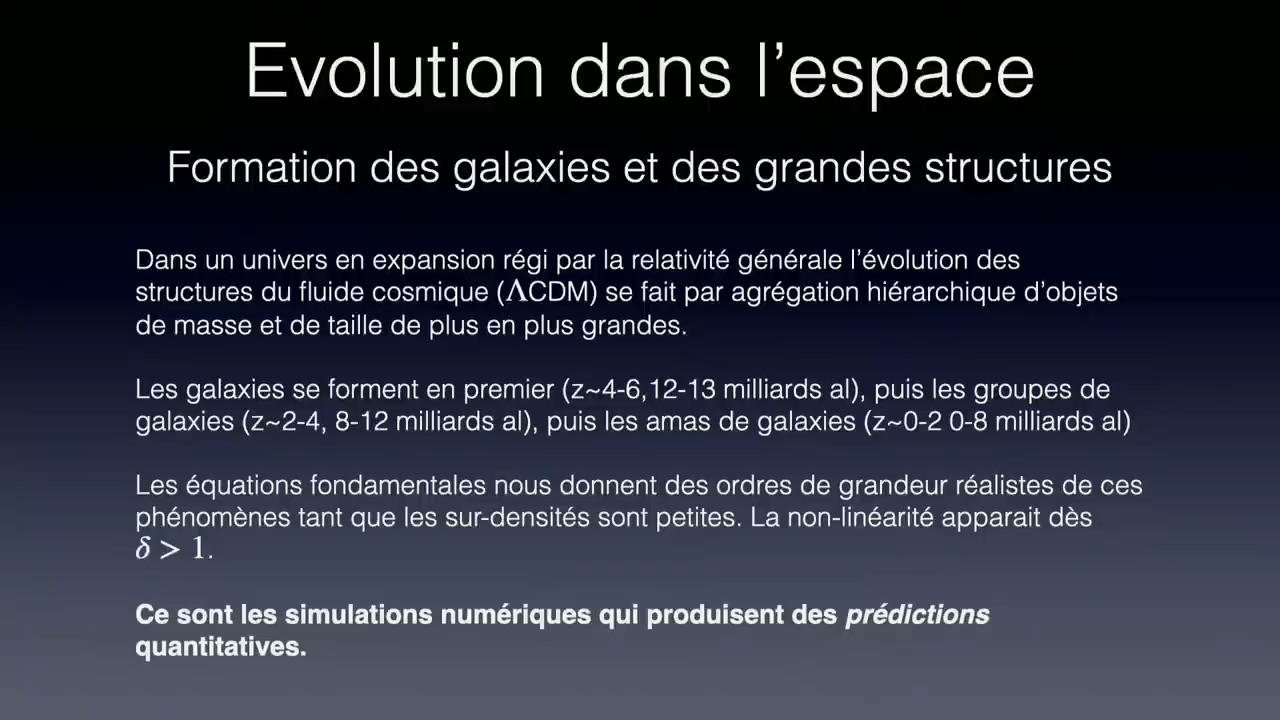 Evolution dans l’espace
Formation des galaxies et des grandes structures
Dans un univers en expansion régi par la relativité générale l’évolution des
structures du fluide cosmique (ΛCDM) se fait par agrégation hiérarchique d’objets
de masse et de taille de plus en plus grandes.
Les galaxies se forment en premier (z~4-6,12-13 milliards al), puis les groupes de
galaxies (z~2-4, 8-12 milliards al), puis les amas de galaxies (z~0-2 0-8 milliards al)
Les équations fondamentales nous donnent des ordres de grandeur réalistes de ces
phénomènes tant que les sur-densités sont petites. La non-linéarité apparait dès
δ > 1.
Ce sont les simulations numériques qui produisent des prédictions
quantitatives.